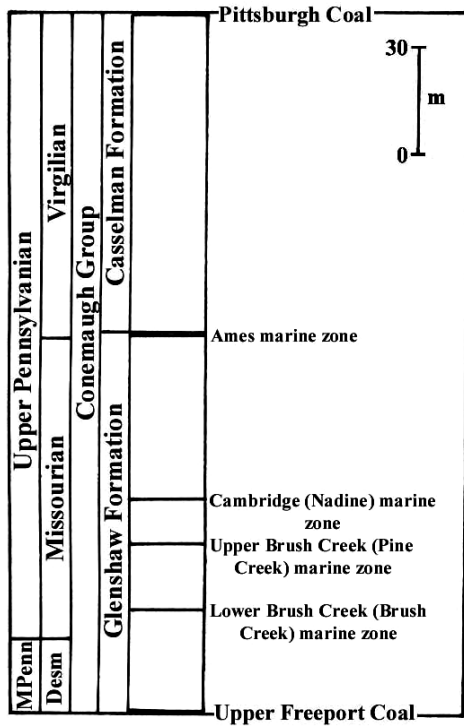 Pittsburgh Coal
30
m
0
Upper Pennsylvanian
Virgilian
Conemaugh Group
Casselman Formation
Ames marine zone
Missourian
Glenshaw Formation
Cambridge (Nadine) marine
zone
Upper Brush Creek (Pine
Creek) marine zone
Lower Brush Creek (Brush
Creek) marine zone
MPenn
Desm
Upper Freeport Coal